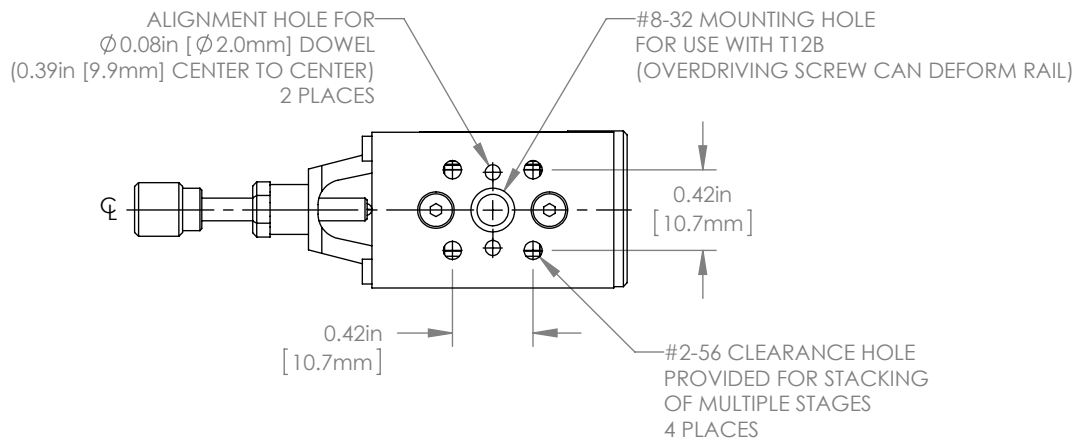 ALIGNMENT HOLE FOR
Ø0.08in [Ø2.0mm] DOWEL
(0.39in [9.9mm] CENTER TO CENTER)
2 PLACES
#8-32 MOUNTING HOLE
FOR USE WITH T12B
(OVERDRIVING SCREW CAN DEFORM RAIL)
℄
0.42in
[10.7mm]
0.42in
[10.7mm]
#2-56 CLEARANCE HOLE
PROVIDED FOR STACKING
OF MULTIPLE STAGES
4 PLACES